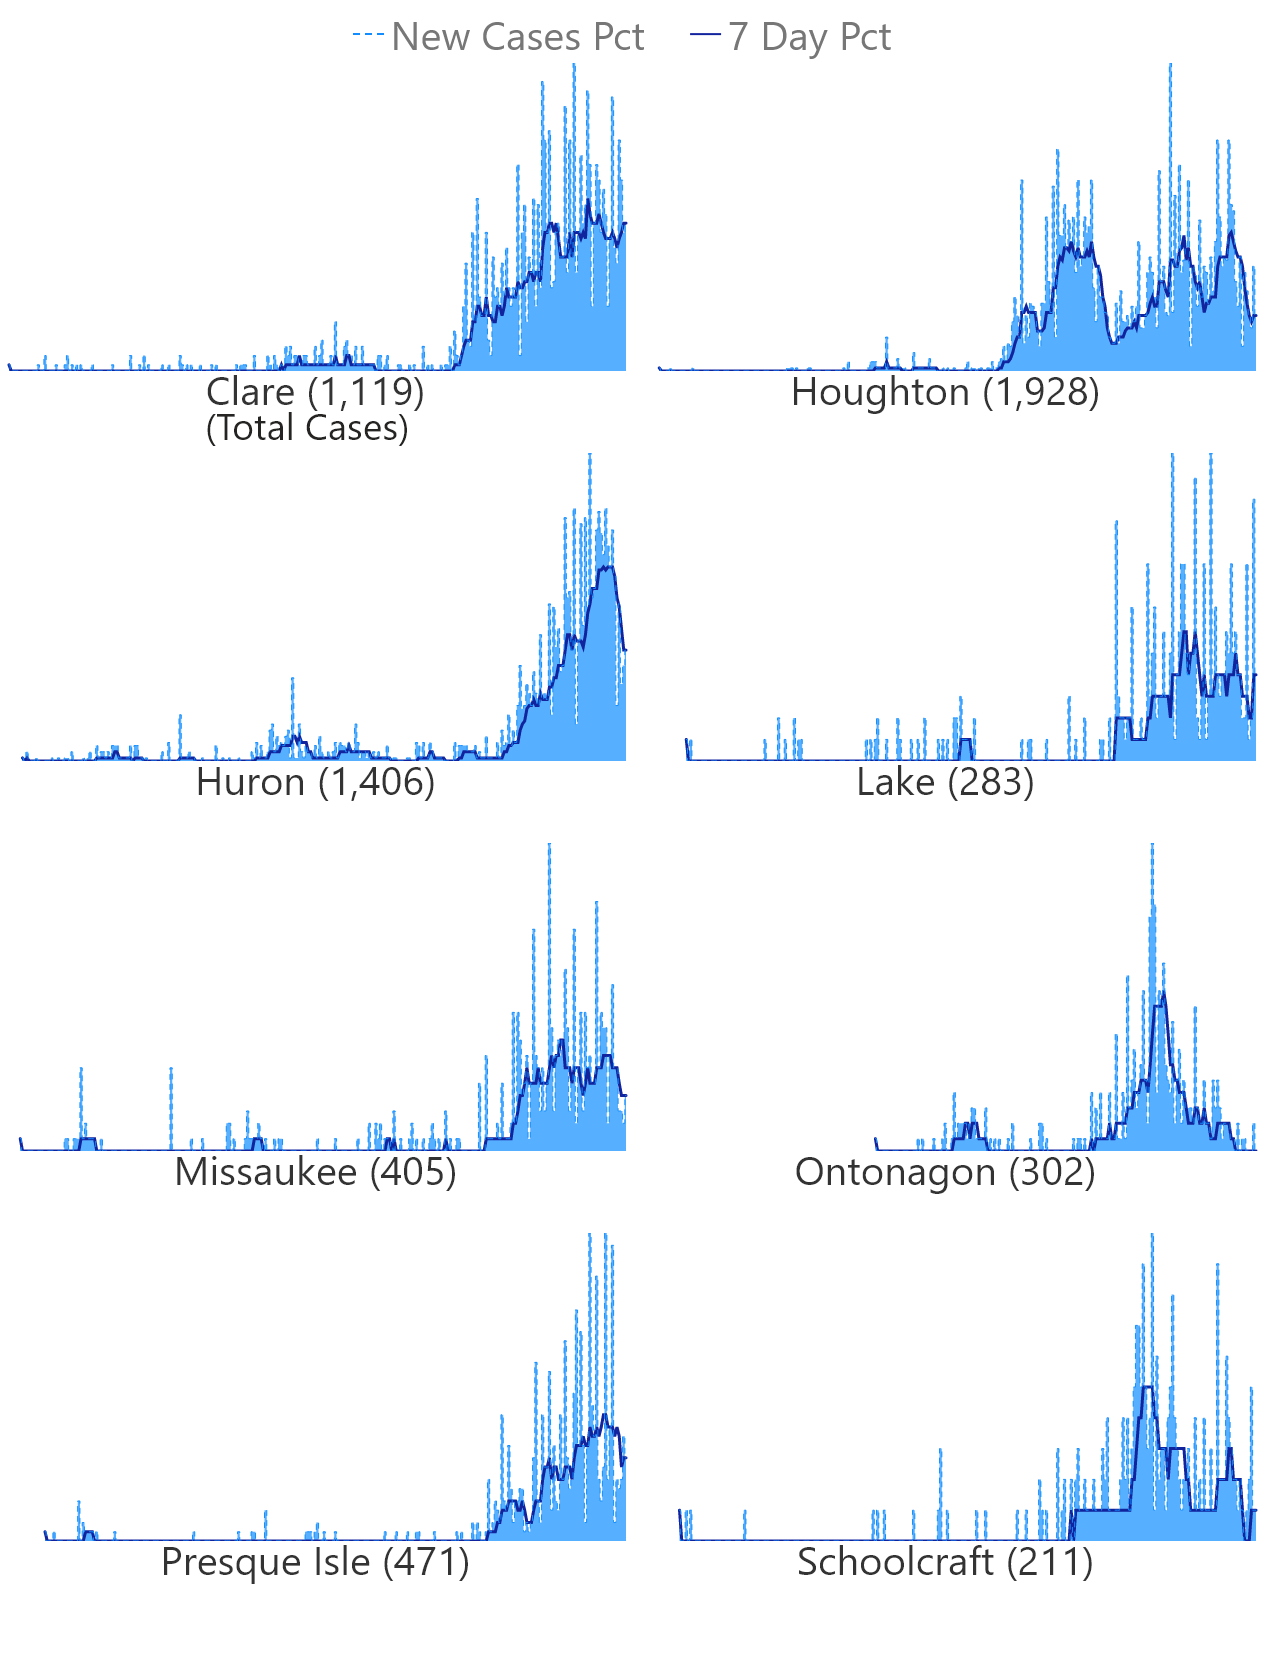 New Cases Pct 7 Day Pct
Clare (1,119)
(Total Cases)
Houghton (1,928)
Huron (1,406)
Lake (283)
Missaukee (405)
Ontonagon (302)
Presque Isle (471)
Schoolcraft (211)